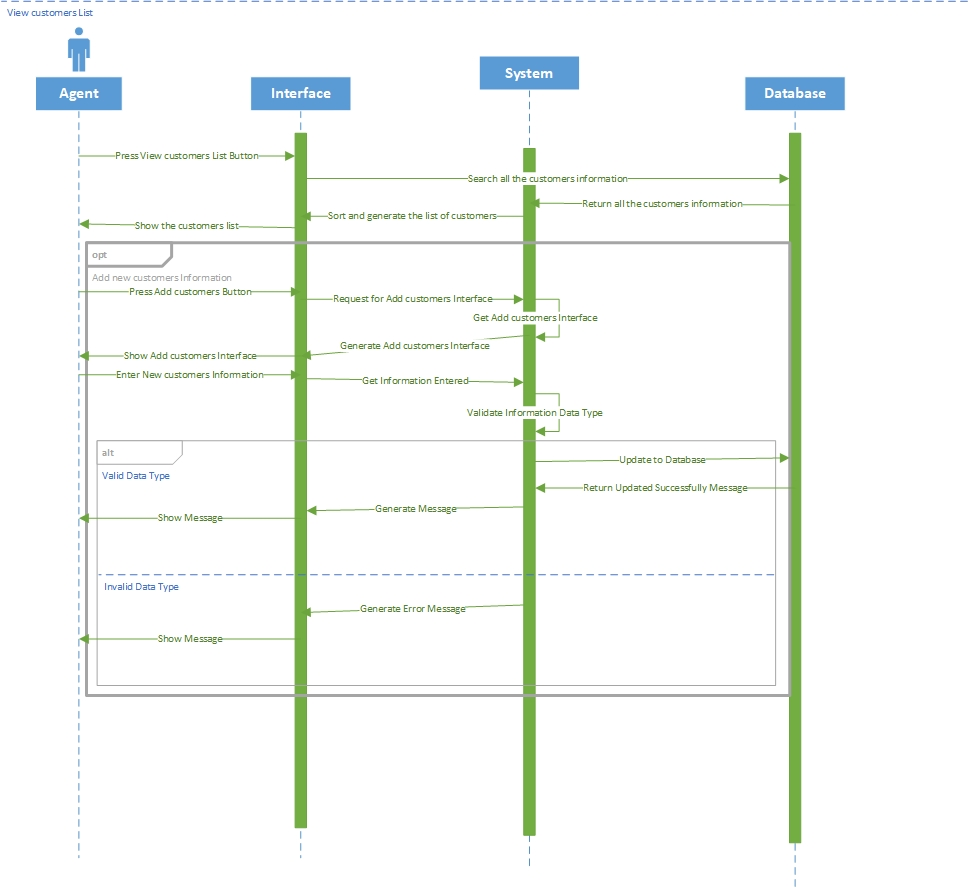 View customers List
System
Agent
Interface
Database
Press View customers List Button
Search all the customers information
Return all the customers information
Sort and generate the list of customers
Show the customers list
opt
Add new customers Information
Press Add customers Button
Request for Add customers Interface
Get Add customers Interface
Generate Add customers Interface
Show Add customers Interface
Enter New customers Information
Get Information Entered
Validate Information Data Type
alt
Update to Database
Valid Data Type
Return Updated Successfully Message
Generate Message
Show Message
Invalid Data Type
Generate Error Message
Show Message